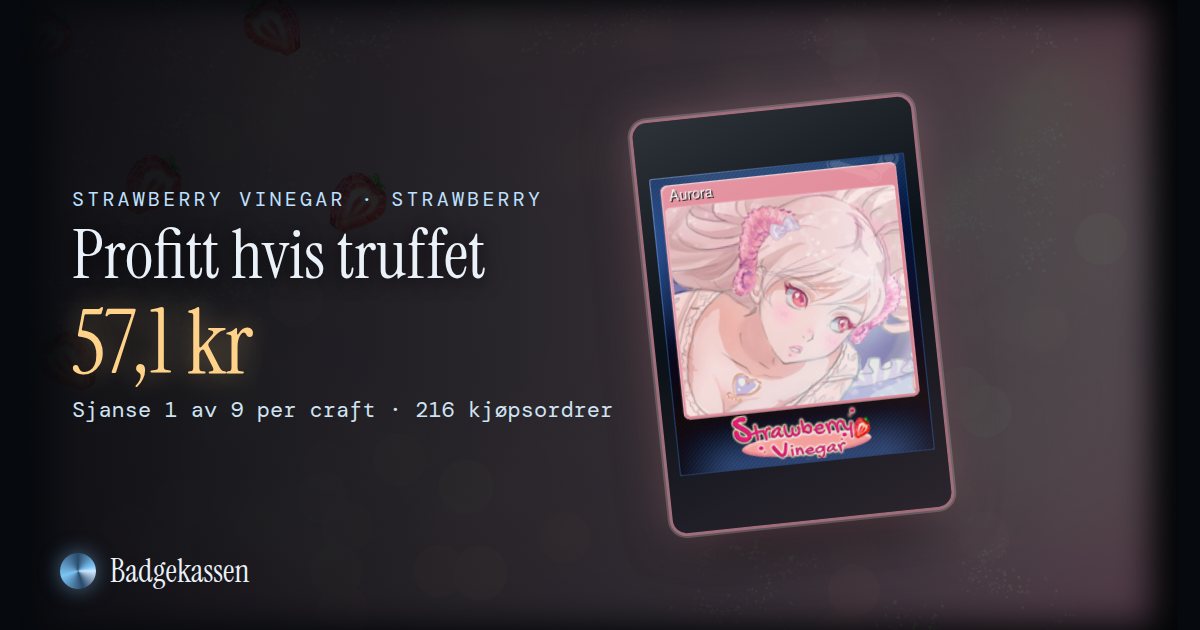 STRAWBERRY VINEGAR · STRAWBERRY
Profitt hvis truffet
57,1 kr
Sjanse 1 av 9 per craft · 216 kjøpsordrer
Aurora
Strawberry
Vinegar
Badgekassen